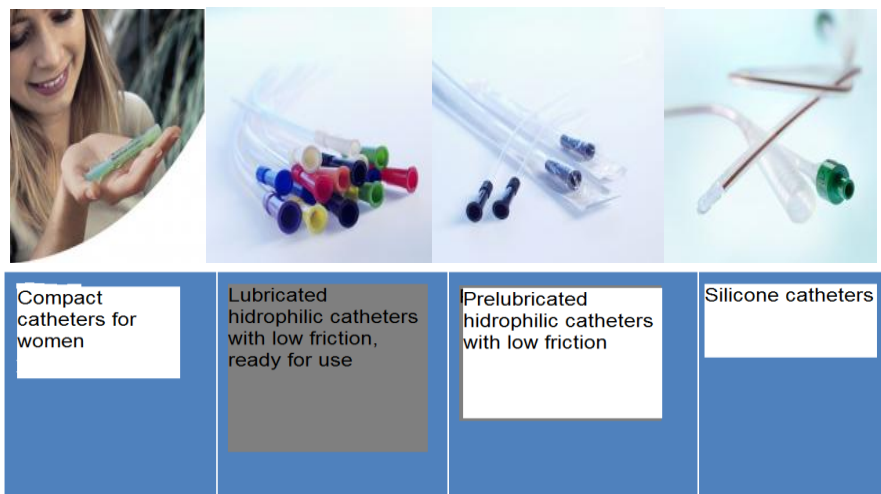 Compact
catheters for
women
Lubricated
hidrophilic catheters
with low friction,
ready for use
Prelubricated
hidrophilic catheters
with low friction
Silicone catheters